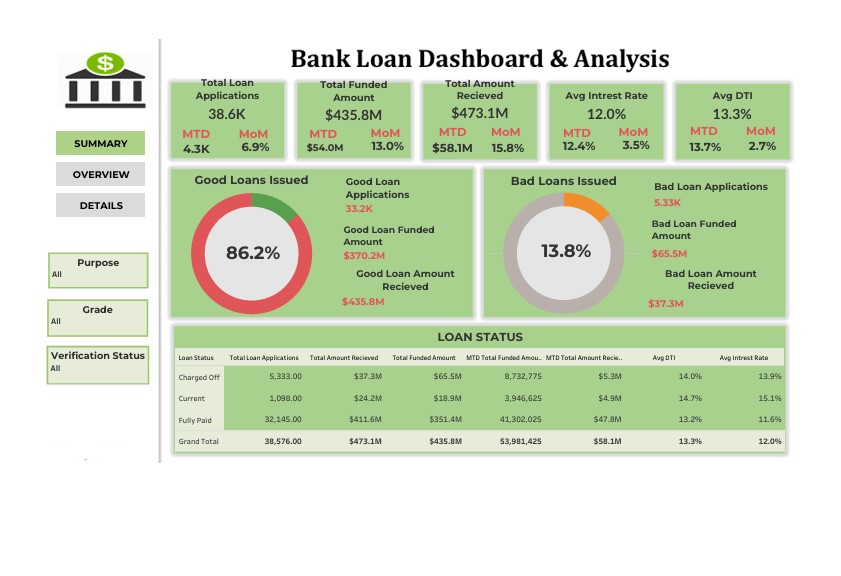 $
Bank Loan Dashboard & Analysis
SUMMARY
OVERVIEW
DETAILS
Purpose
All
Grade
All
Verification Status
All
Total Loan
Applications
38.6K
MTD MoM
4.3K 6.9%
Total Funded
Amount
$435.8M
MTD MoM
$54.0M 13.0%
Total Amount
Recieved
$473.1M
MTD MoM
$58.1M 15.8%
Avg Intrest Rate
12.0%
MTD MoM
12.4% 3.5%
Avg DTI
13.3%
MTD MoM
13.7% 2.7%
Good Loans Issued
86.2%
Good Loan
Applications
33.2K
Good Loan Funded
Amount
$370.2M
Good Loan Amount
Recieved
$435.8M
Bad Loans Issued
13.8%
Bad Loan Applications
5.33K
Bad Loan Funded
Amount
$65.5M
Bad Loan Amount
Recieved
$37.3M
LOAN STATUS
Loan Status Total Loan Applications Total Amount Recieved Total Funded Amount MTD Total Funded Amou.. MTD Total Amount Recie.. Avg DTI Avg Intrest Rate
Charged Off 5,333.00 $37.3M $65.5M 8,732,775 $5.3M 14.0% 13.9%
Current 1,098.00 $24.2M $18.9M 3,946,625 $4.9M 14.7% 15.1%
Fully Paid 32,145.00 $411.6M $351.4M 41,302,025 $47.8M 13.2% 11.6%
Grand Total 38,576.00 $473.1M $435.8M 53,981,425 $58.1M 13.3% 12.0%